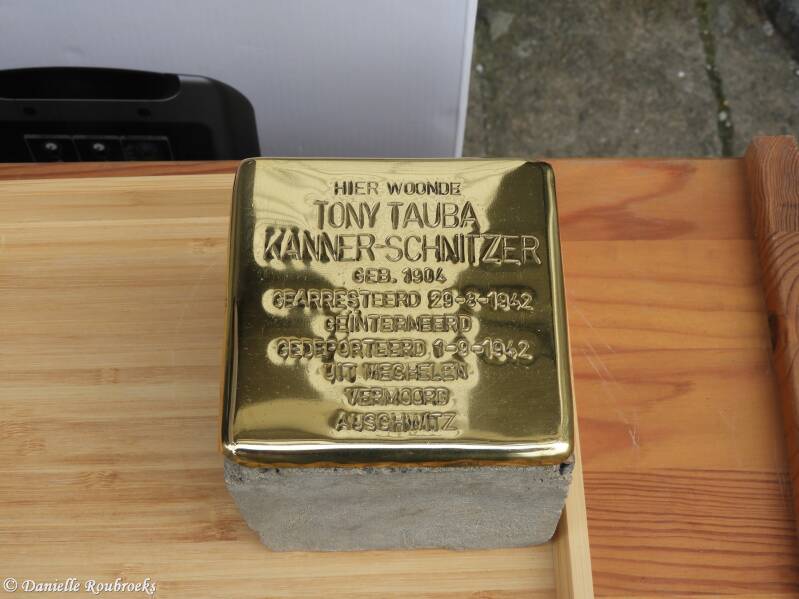 HIER WOONDE
TONY TAUBA
KANNER-SCHNITZER
GEB. 1904
GEARRESTEERD 29-8-1942
GEÏNTERNEERD
GEDEPORTEERD 1-9-1942
UIT MECHELEN
VERMOORD
AUSCHWITZ
© Danielle Roubroeks